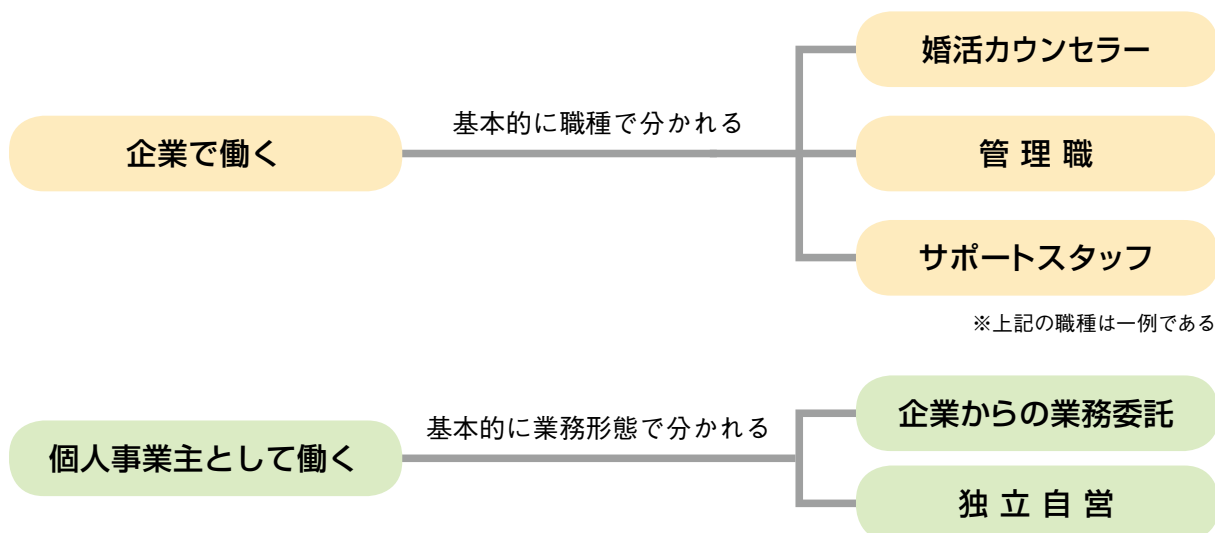 婚活カウンセラー
基本的に職種で分かれる
企業で働く
管理職
サポートスタッフ
※上記の職種は一例である
企業からの業務委託
基本的に業務形態で分かれる
個人事業主として働く
独立自営